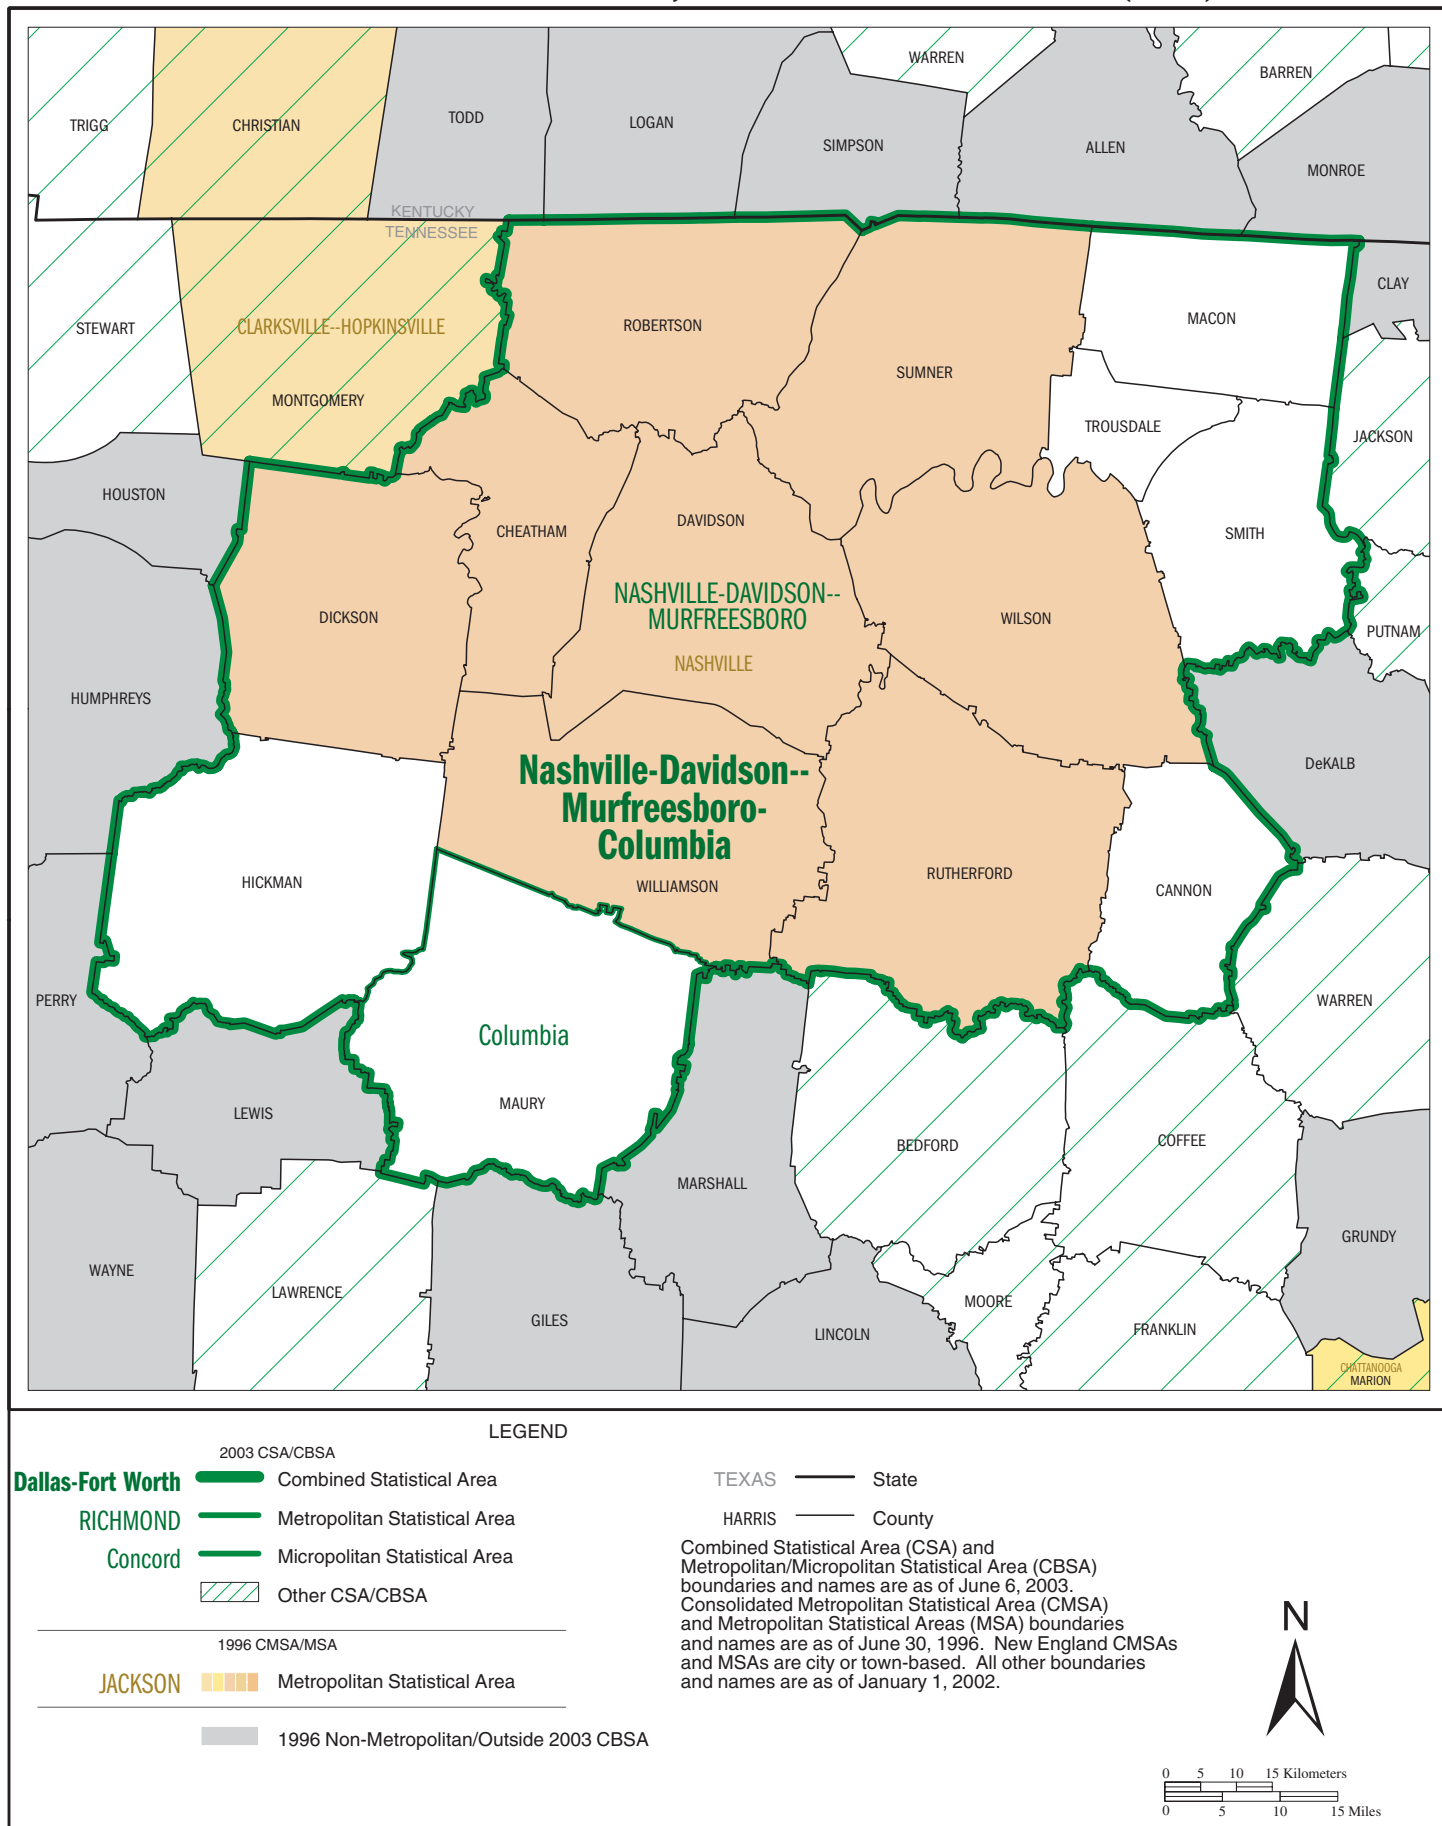 WARREN
BARREN
TRIGG
CHRISTIAN
TODD
LOGAN
SIMPSON
ALLEN
MONROE
KENTUCKY
TENNESSEE
CLAY
STEWART
CLARKSVILLE--HOPKINSVILLE
ROBERTSON
MACON
SUMNER
MONTGOMERY
TROUSDALE
JACKSON
HOUSTON
CHEATHAM
DAVIDSON
SMITH
NASHVILLE-DAVIDSON--
MURFREESBORO
DICKSON
WILSON
PUTNAM
NASHVILLE
HUMPHREYS
Nashville-Davidson--
Murfreesboro-
Columbia
DeKALB
HICKMAN
WILLIAMSON
RUTHERFORD
CANNON
PERRY
WARREN
Columbia
MAURY
LEWIS
BEDFORD
COFFEE
MARSHALL
GRUNDY
WAYNE
LAWRENCE
GILES
MOORE
LINCOLN
FRANKLIN
CHATTANOOGA
MARION
LEGEND
2003 CSA/CBSA
Dallas-Fort Worth Combined Statistical Area
RICHMOND Metropolitan Statistical Area
Concord Micropolitan Statistical Area
Other CSA/CBSA
1996 CMSA/MSA
JACKSON Metropolitan Statistical Area
1996 Non-Metropolitan/Outside 2003 CBSA
TEXAS State
HARRIS County
Combined Statistical Area (CSA) and
Metropolitan/Micropolitan Statistical Area (CBSA)
boundaries and names are as of June 6, 2003.
Consolidated Metropolitan Statistical Area (CMSA)
and Metropolitan Statistical Areas (MSA) boundaries
and names are as of June 30, 1996. New England CMSAs
and MSAs are city or town-based. All other boundaries
and names are as of January 1, 2002.
N
0 5 10 15 Kilometers
0 5 10 15 Miles